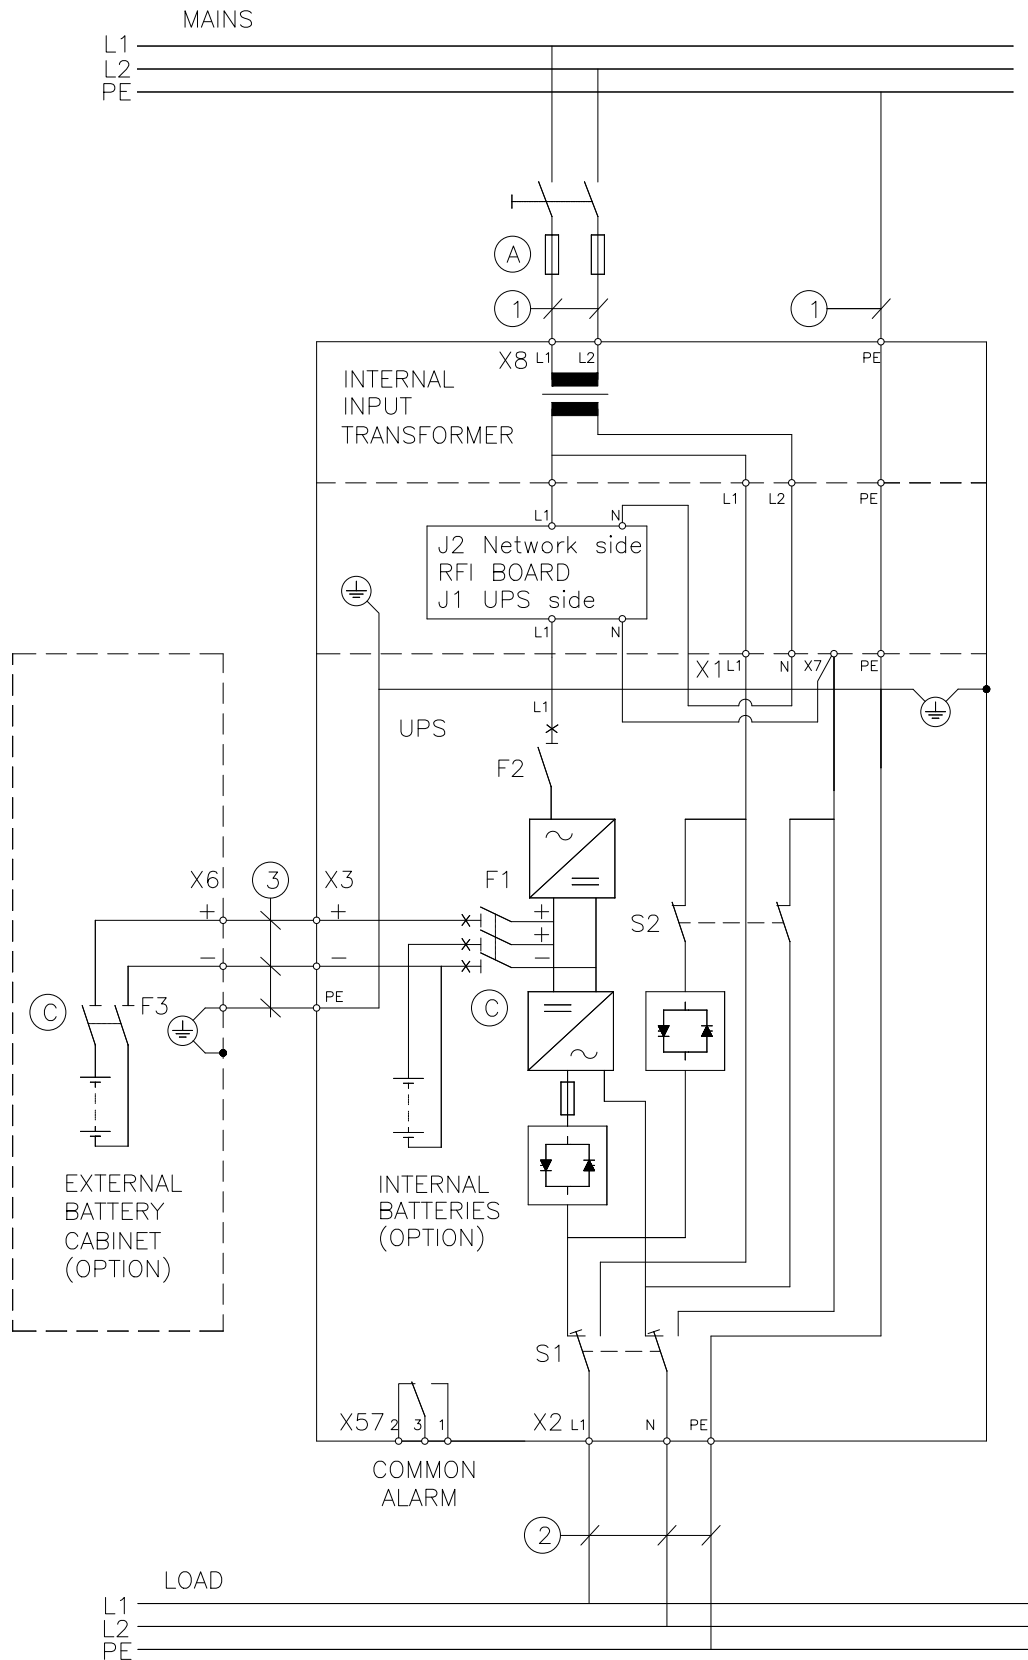 MAINS
L1
L2
PE
A
1
1
X8 L1 L2 PE
INTERNAL
INPUT
TRANSFORMER
L1 L2 PE
L1 N
J2 Network side
RFI BOARD
J1 UPS side
L1 N
X1 L1 N X7 PE
L1
UPS
F2
X6 3 X3 F1
+ + +
S2
+
− − −
PE
C F3 C
EXTERNAL
BATTERY
CABINET
(OPTION)
INTERNAL
BATTERIES
(OPTION)
S1
X57 2 3 1 X2 L1 N PE
COMMON
ALARM
2
LOAD
L1
L2
PE